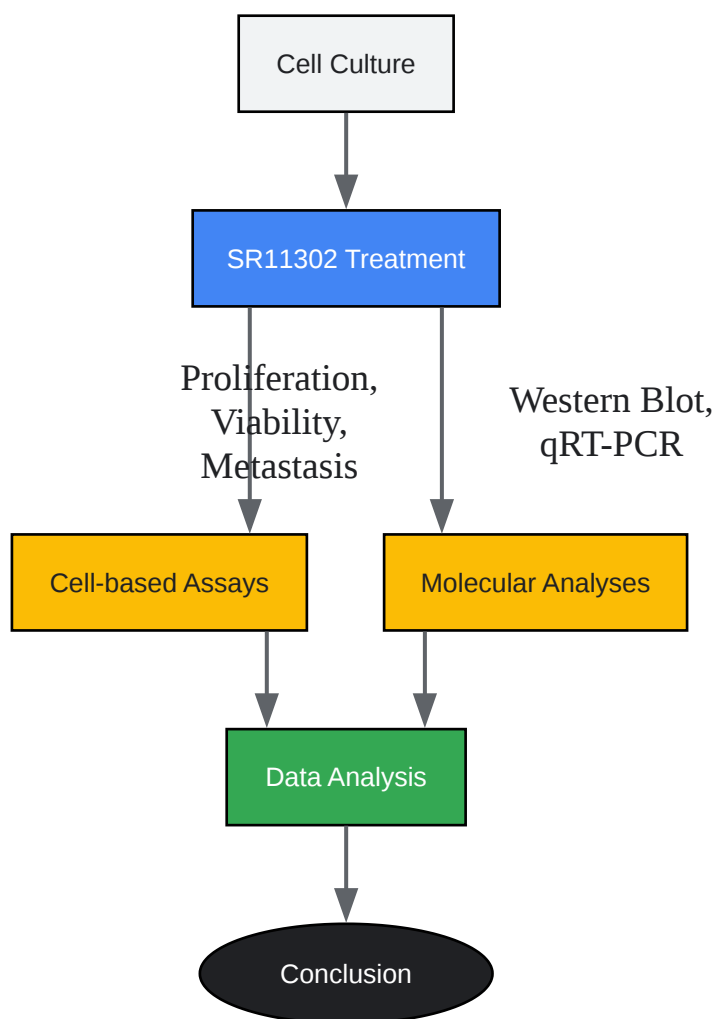 Cell Culture
SR11302 Treatment
Proliferation,
Viability,
Metastasis
Western Blot,
qRT-PCR
Cell-based Assays
Molecular Analyses
Data Analysis
Conclusion